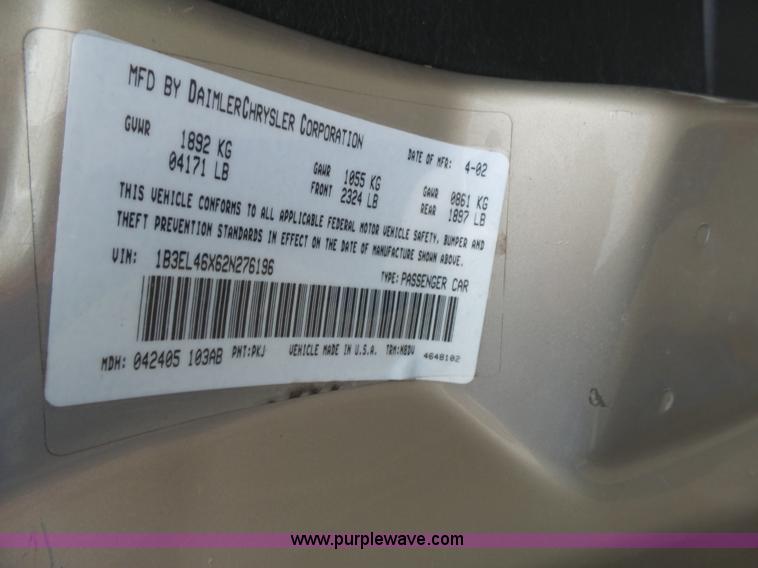 MFD BY DAIMLERCHRYSLER CORPORATION DATE OF MFR: 4-02
GVWR 1892 KG 04171 LB GAWR FRONT 1055 KG 2324 LB GAWR REAR 0861 KG 1897 LB
THIS VEHICLE CONFORMS TO ALL APPLICABLE FEDERAL MOTOR VEHICLE SAFETY, BUMPER AND
THEFT PREVENTION STANDARDS IN EFFECT ON THE DATE OF MANUFACTURE SHOWN ABOVE.
VIN: 1B3EL46X62N276196 TYPE: PASSENGER CAR
MDH: 042405 103AB PNT: PKJ VEHICLE MADE IN U.S.A. TRM: M8DV 4648102
www.purplewave.com